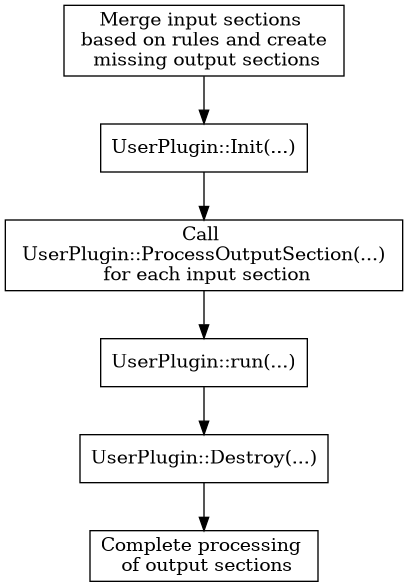 Merge input sections
based on rules and create
missing output sections
UserPlugin::Init(...)
Call
UserPlugin::ProcessOutputSection(...)
for each input section
UserPlugin::run(...)
UserPlugin::Destroy(...)
Complete processing
of output sections